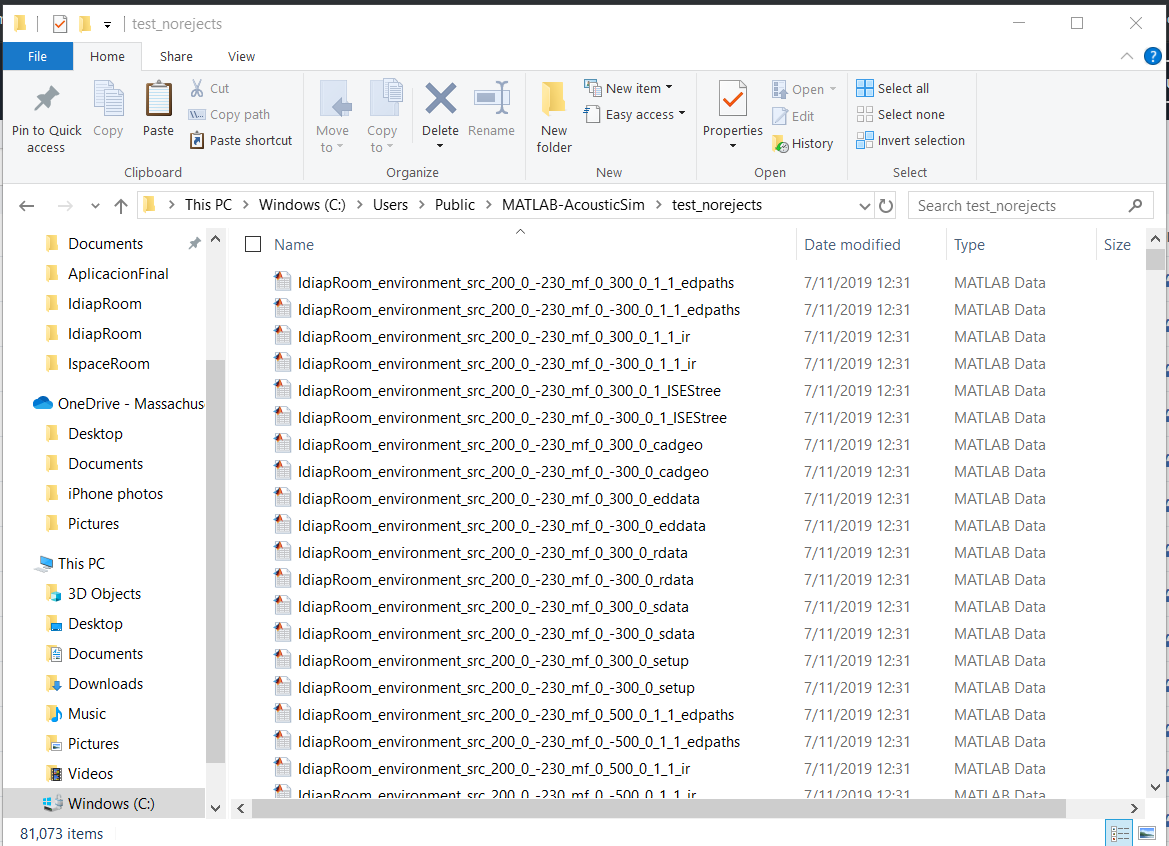 test_norejects
File Home Share View
Pin to Quick access
Copy
Paste
Cut
Copy path
Paste shortcut
Clipboard
Move to
Copy to
Delete
Rename
Organize
New folder
New item
Easy access
New
Properties
Open
Edit
History
Open
Select all
Select none
Invert selection
Select
This PC > Windows (C:) > Users > Public > MATLAB-AcousticSim > test_norejects
Search test_norejects
Documents
AplicacionFinal
IdiapRoom
IdiapRoom
IspaceRoom
OneDrive - Massachus
Desktop
Documents
iPhone photos
Pictures
This PC
3D Objects
Desktop
Documents
Downloads
Music
Pictures
Videos
Windows (C:)
Name Date modified Type Size
IdiapRoom_environment_src_200_0_-230_mf_0_300_0_1_1_edpaths 7/11/2019 12:31 MATLAB Data
IdiapRoom_environment_src_200_0_-230_mf_0_-300_0_1_1_edpaths 7/11/2019 12:31 MATLAB Data
IdiapRoom_environment_src_200_0_-230_mf_0_300_0_1_1_ir 7/11/2019 12:31 MATLAB Data
IdiapRoom_environment_src_200_0_-230_mf_0_-300_0_1_1_ir 7/11/2019 12:31 MATLAB Data
IdiapRoom_environment_src_200_0_-230_mf_0_300_0_1_ISEStree 7/11/2019 12:31 MATLAB Data
IdiapRoom_environment_src_200_0_-230_mf_0_-300_0_1_ISEStree 7/11/2019 12:31 MATLAB Data
IdiapRoom_environment_src_200_0_-230_mf_0_300_0_cadgeo 7/11/2019 12:31 MATLAB Data
IdiapRoom_environment_src_200_0_-230_mf_0_-300_0_cadgeo 7/11/2019 12:31 MATLAB Data
IdiapRoom_environment_src_200_0_-230_mf_0_300_0_eddata 7/11/2019 12:31 MATLAB Data
IdiapRoom_environment_src_200_0_-230_mf_0_-300_0_eddata 7/11/2019 12:31 MATLAB Data
IdiapRoom_environment_src_200_0_-230_mf_0_300_0_rdata 7/11/2019 12:31 MATLAB Data
IdiapRoom_environment_src_200_0_-230_mf_0_-300_0_rdata 7/11/2019 12:31 MATLAB Data
IdiapRoom_environment_src_200_0_-230_mf_0_300_0_sdata 7/11/2019 12:31 MATLAB Data
IdiapRoom_environment_src_200_0_-230_mf_0_-300_0_sdata 7/11/2019 12:31 MATLAB Data
IdiapRoom_environment_src_200_0_-230_mf_0_300_0_setup 7/11/2019 12:31 MATLAB Data
IdiapRoom_environment_src_200_0_-230_mf_0_-300_0_setup 7/11/2019 12:31 MATLAB Data
IdiapRoom_environment_src_200_0_-230_mf_0_500_0_1_1_edpaths 7/11/2019 12:31 MATLAB Data
IdiapRoom_environment_src_200_0_-230_mf_0_-500_0_1_1_edpaths 7/11/2019 12:31 MATLAB Data
IdiapRoom_environment_src_200_0_-230_mf_0_500_0_1_1_ir 7/11/2019 12:31 MATLAB Data
IdiapRoom_environment_src_200_0_-230_mf_0_-500_0_1_1_ir 7/11/2019 12:31 MATLAB Data
81,073 items